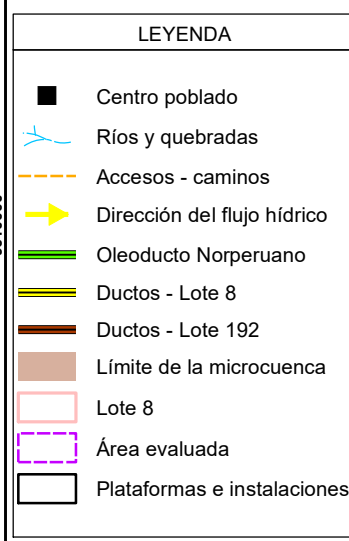 LEYENDA
Centro poblado
Ríos y quebradas
Accesos - caminos
Dirección del flujo hídrico
Oleoducto Norperuano
Ductos - Lote 8
Ductos - Lote 192
Límite de la microcuenca
Lote 8
Área evaluada
Plataformas e instalaciones